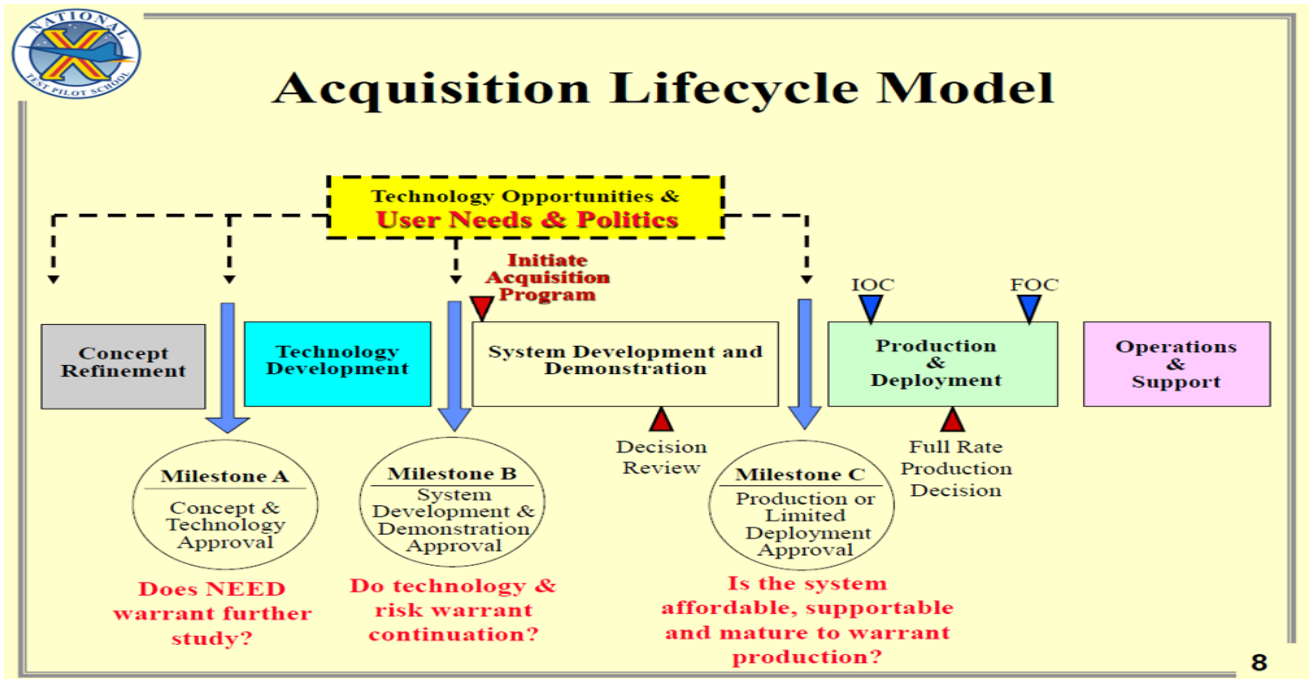 NATIONAL
TEST PILOT SCHOOL
X
Acquisition Lifecycle Model
Technology Opportunities &
User Needs & Politics
Initiate
Acquisition
Program
IOC
FOC
Concept
Refinement
Technology
Development
System Development and
Demonstration
Production
&
Deployment
Operations
&
Support
Decision
Review
Full Rate
Production
Decision
Milestone A
Concept &
Technology
Approval
Milestone B
System
Development &
Demonstration
Approval
Milestone C
Production or
Limited
Deployment
Approval
Does NEED
warrant further
study?
Do technology &
risk warrant
continuation?
Is the system
affordable, supportable
and mature to warrant
production?
8